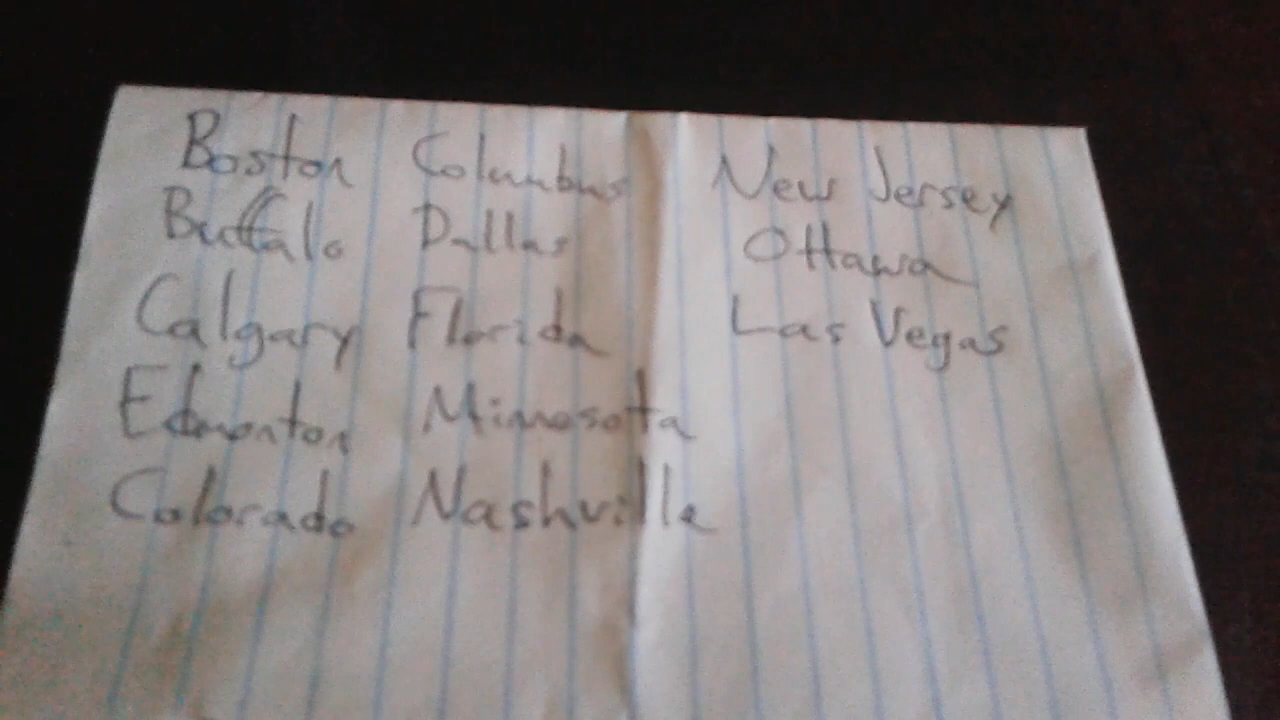 Boston Columbus New Jersey
Buffalo Dallas Ottawa
Calgary Florida Las Vegas
Edmonton Minnesota
Colorado Nashville